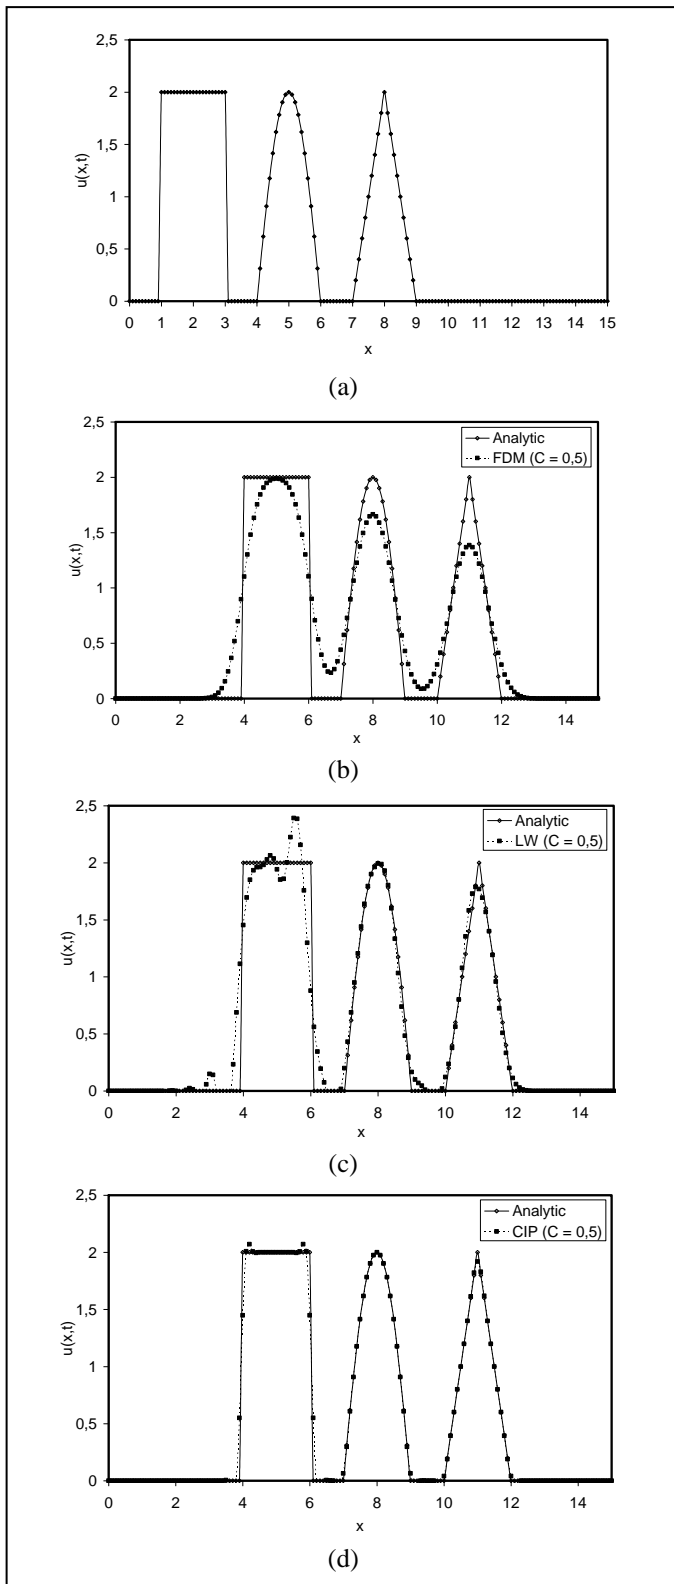 2,5
2
1,5
1
0,5
0
u(x,t)
0 1 2 3 4 5 6 7 8 9 10 11 12 13 14 15
x
(a)
2,5
2
1,5
1
0,5
0
u(x,t)
Analytic
FDM (C = 0,5)
0 2 4 6 8 10 12 14
x
(b)
2,5
2
1,5
1
0,5
0
u(x,t)
Analytic
LW (C = 0,5)
0 2 4 6 8 10 12 14
x
(c)
2,5
2
1,5
1
0,5
0
u(x,t)
Analytic
CIP (C = 0,5)
0 2 4 6 8 10 12 14
x
(d)